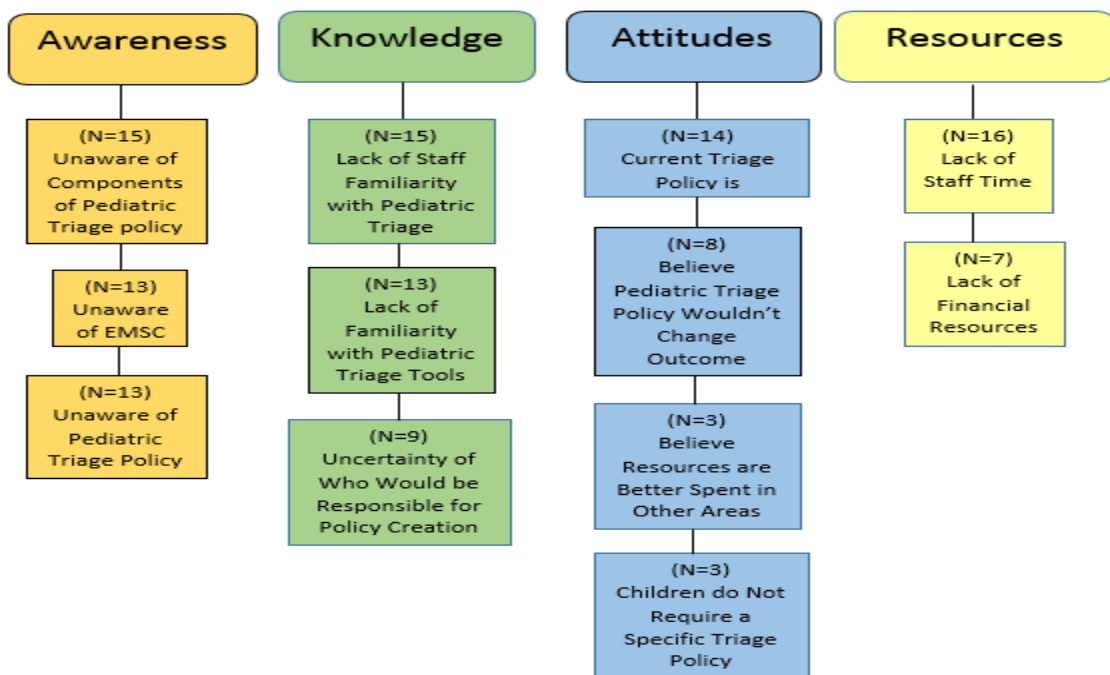 Awareness
(N=15)
Unaware of
Components
of Pediatric
Triage policy
(N=13)
Unaware
of EMSC
(N=13)
Unaware of
Pediatric
Triage Policy
Knowledge
(N=15)
Lack of Staff
Familiarity
with Pediatric
Triage
(N=13)
Lack of
Familiarity
with Pediatric
Triage Tools
(N=9)
Uncertainty of
Who Would be
Responsible for
Policy Creation
Attitudes
(N=14)
Current Triage
Policy is
(N=8)
Believe
Pediatric Triage
Policy Wouldn't
Change
Outcome
(N=3)
Believe
Resources are
Better Spent in
Other Areas
(N=3)
Children do Not
Require a
Specific Triage
Policy
Resources
(N=16)
Lack of
Staff Time
(N=7)
Lack of
Financial
Resources